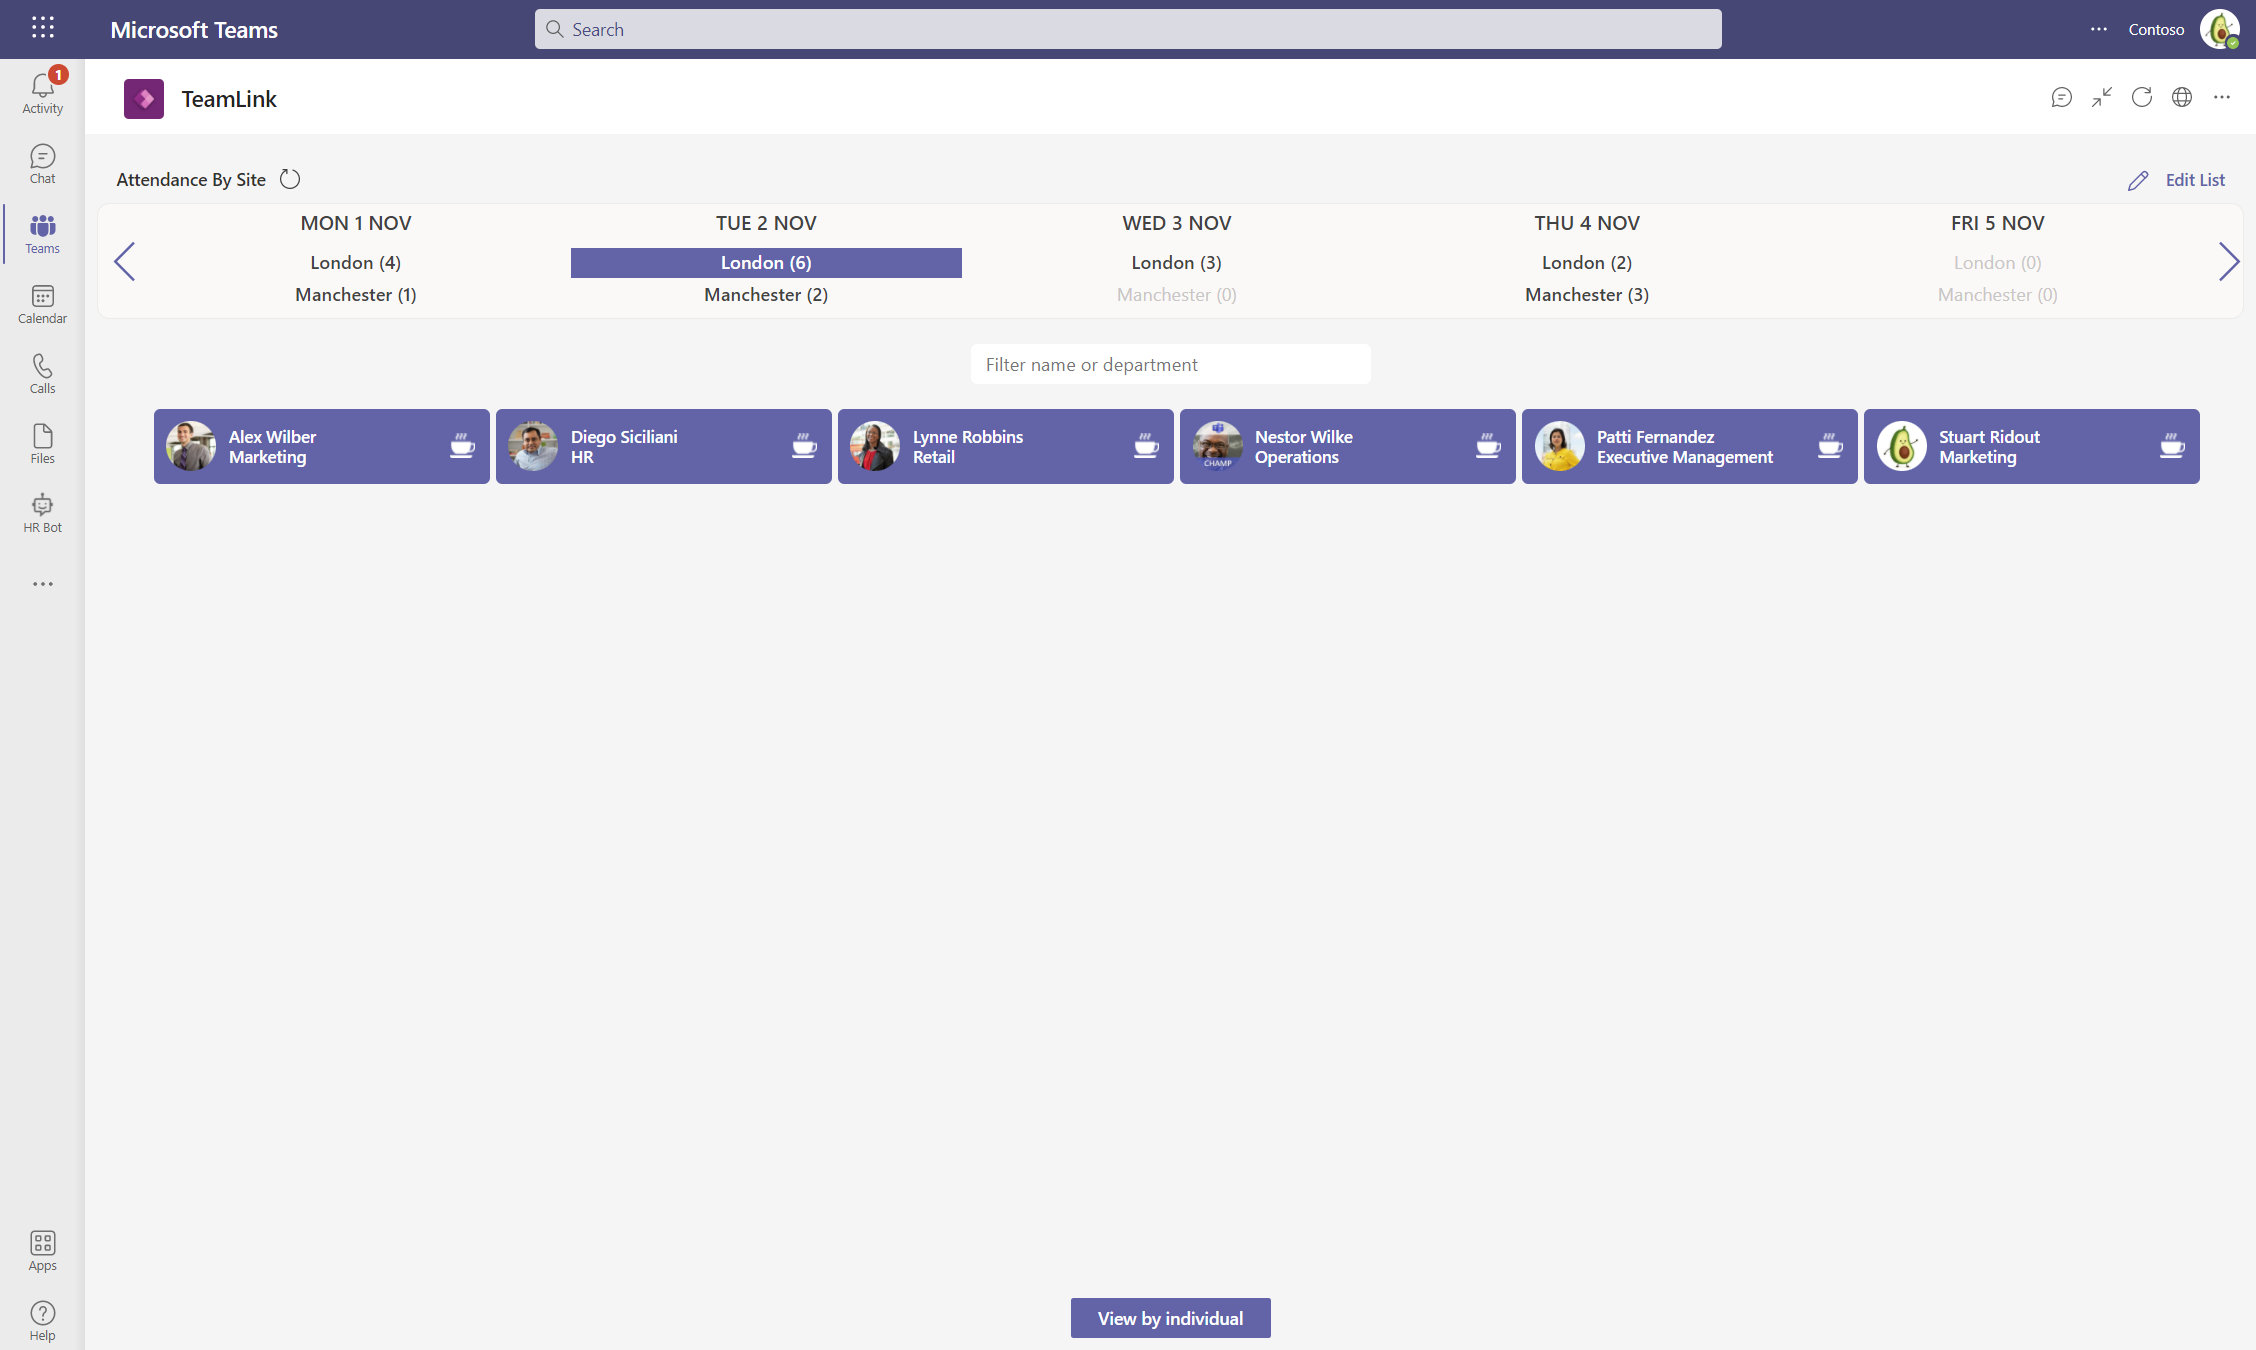 Microsoft Teams
Search
Contoso
1
Activity
Chat
Teams
Calendar
Calls
Files
HR Bot
Apps
Help
TeamLink
Attendance By Site
Edit List
MON 1 NOV
TUE 2 NOV
WED 3 NOV
THU 4 NOV
FRI 5 NOV
London (4)
London (6)
London (3)
London (2)
London (0)
Manchester (1)
Manchester (2)
Manchester (0)
Manchester (3)
Manchester (0)
Filter name or department
Alex Wilber
Marketing
Diego Siciliani
HR
Lynne Robbins
Retail
CHAMP
Nestor Wilke
Operations
Patti Fernandez
Executive Management
Stuart Ridout
Marketing
View by individual